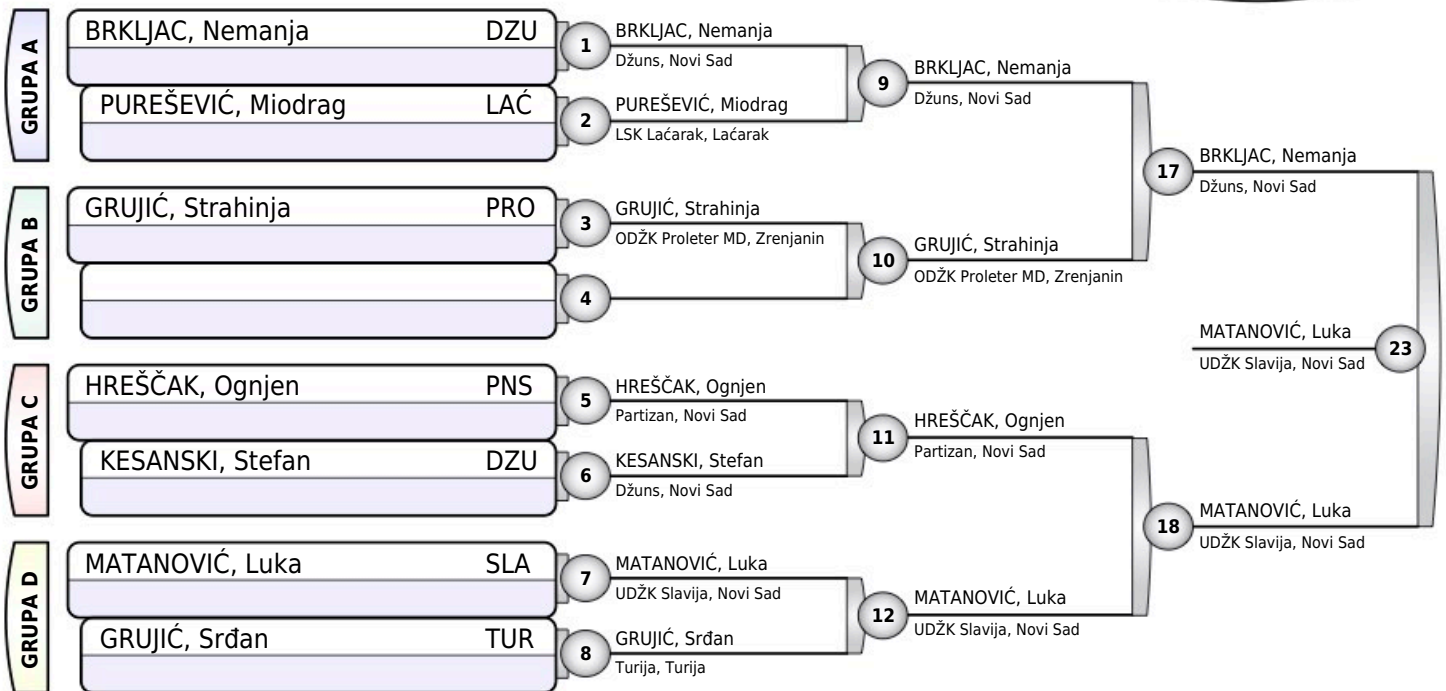 GRUPA A
BRKLJAC, Nemanja DZU
PUREŠEVIĆ, Miodrag LAĆ
GRUPA B
GRUJIĆ, Strahinja PRO
GRUPA C
HREŠČAK, Ognjen PNS
KESANSKI, Stefan DZU
GRUPA D
MATANOVIĆ, Luka SLA
GRUJIĆ, Srđan TUR
1
BRKLJAC, Nemanja
Džuns, Novi Sad
2
PUREŠEVIĆ, Miodrag
LSK Laćarak, Laćarak
3
GRUJIĆ, Strahinja
ODŽK Proleter MD, Zrenjanin
4
5
HREŠČAK, Ognjen
Partizan, Novi Sad
6
KESANSKI, Stefan
Džuns, Novi Sad
7
MATANOVIĆ, Luka
UDŽK Slavija, Novi Sad
8
GRUJIĆ, Srđan
Turija, Turija
9
BRKLJAC, Nemanja
Džuns, Novi Sad
10
GRUJIĆ, Strahinja
ODŽK Proleter MD, Zrenjanin
11
HREŠČAK, Ognjen
Partizan, Novi Sad
12
MATANOVIĆ, Luka
UDŽK Slavija, Novi Sad
17
BRKLJAC, Nemanja
Džuns, Novi Sad
18
MATANOVIĆ, Luka
UDŽK Slavija, Novi Sad
MATANOVIĆ, Luka
UDŽK Slavija, Novi Sad
23